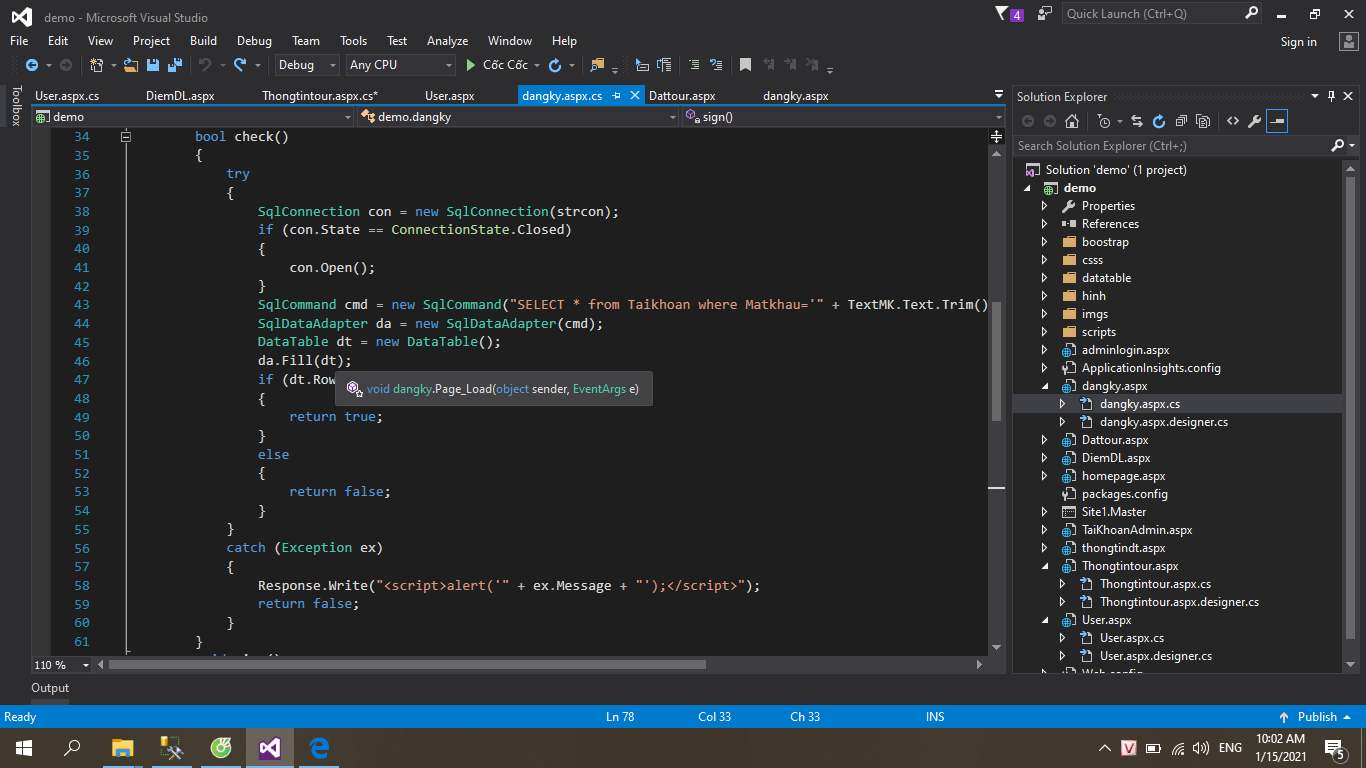 demo - Microsoft Visual Studio
4
Quick Launch (Ctrl+Q)
File Edit View Project Build Debug Team Tools Test Analyze Window Help
Sign in
Debug Any CPU Cốc Cốc
Toolbox
User.aspx.cs DiemDL.aspx Thongtintour.aspx.cs* User.aspx dangky.aspx.cs Dattour.aspx dangky.aspx
demo demo.dangky sign()
34 bool check()
35 {
36 try
37 {
38 SqlConnection con = new SqlConnection(strcon);
39 if (con.State == ConnectionState.Closed)
40 {
41 con.Open();
42 }
43 SqlCommand cmd = new SqlCommand("SELECT * from Taikhoan where Matkhau='" + TextMK.Text.Trim()
44 SqlDataAdapter da = new SqlDataAdapter(cmd);
45 DataTable dt = new DataTable();
46 da.Fill(dt);
47 if (dt.Row
void dangky.Page_Load(object sender, EventArgs e)
48 {
49 return true;
50 }
51 else
52 {
53 return false;
54 }
55 }
56 catch (Exception ex)
57 {
58 Response.Write("<script>alert('" + ex.Message + "');</script>");
59 return false;
60 }
61 }
110 %
Output
Solution Explorer
Search Solution Explorer (Ctrl+;)
Solution 'demo' (1 project)
demo
Properties
References
boostrap
csss
datatable
hinh
imgs
scripts
adminlogin.aspx
ApplicationInsights.config
dangky.aspx
dangky.aspx.cs
dangky.aspx.designer.cs
Dattour.aspx
DiemDL.aspx
homepage.aspx
packages.config
Site1.Master
TaiKhoanAdmin.aspx
thongtindt.aspx
Thongtintour.aspx
Thongtintour.aspx.cs
Thongtintour.aspx.designer.cs
User.aspx
User.aspx.cs
User.aspx.designer.cs
Web.config
Ready Ln 78 Col 33 Ch 33 INS Publish
V ENG 10:02 AM
1/15/2021 5